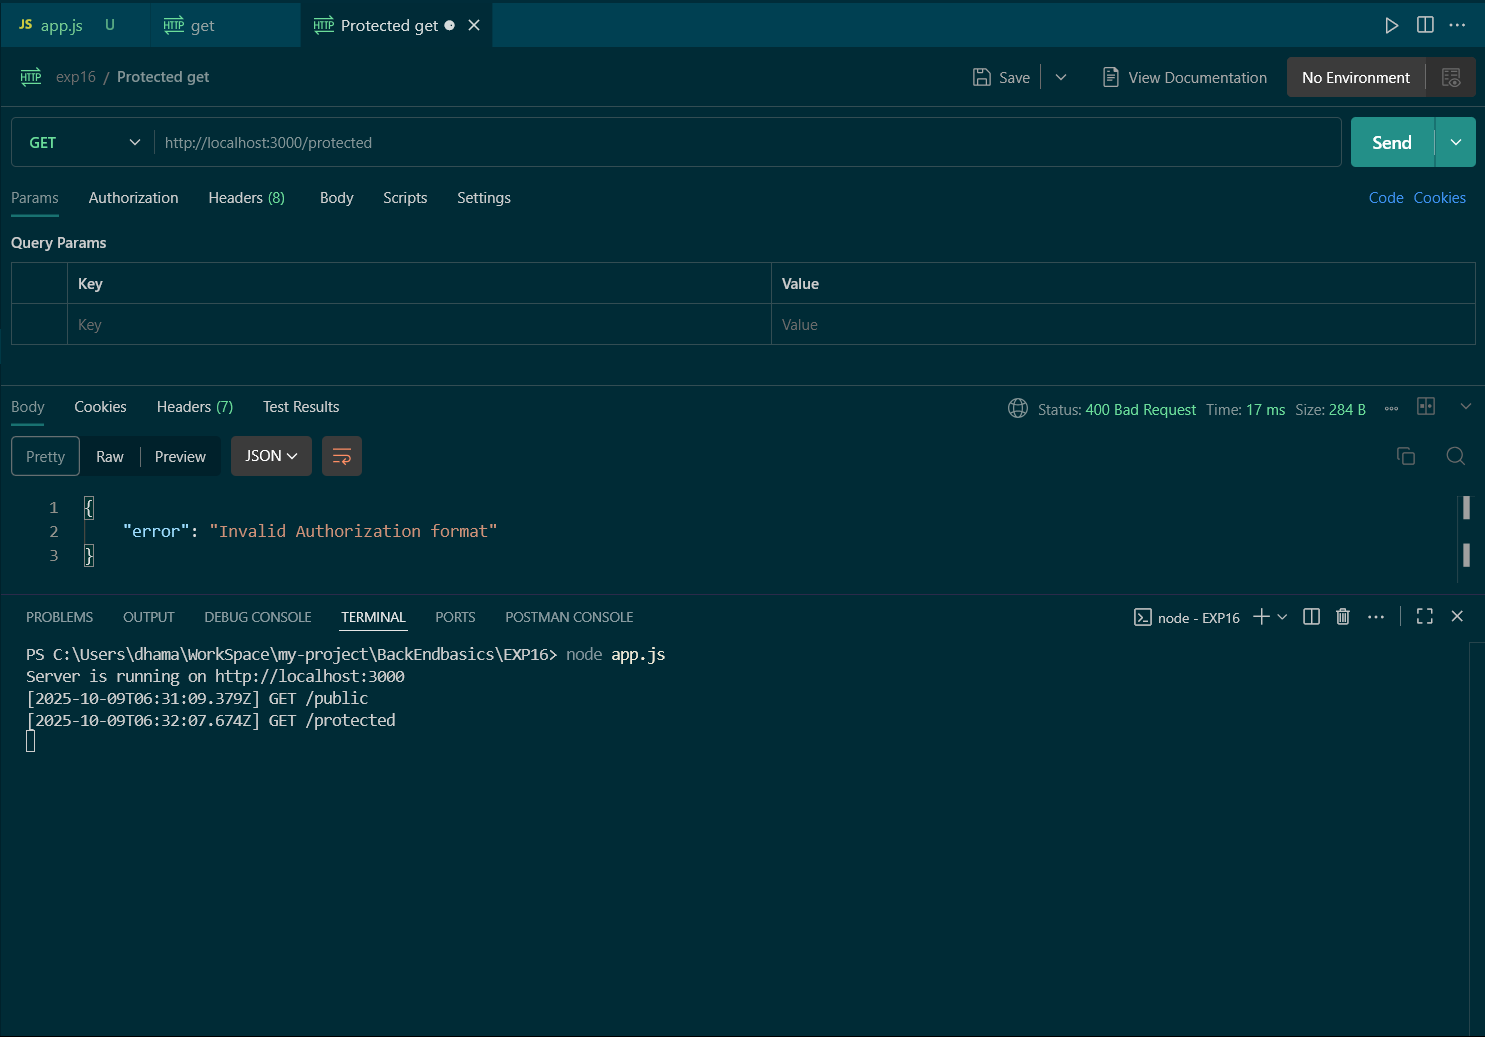 JS app.js U HTTP get HTTP Protected get
HTTP exp16 / Protected get Save View Documentation No Environment
GET http://localhost:3000/protected Send
Params Authorization Headers (8) Body Scripts Settings Code Cookies
Query Params
Key Value
Key Value
Body Cookies Headers (7) Test Results Status: 400 Bad Request Time: 17 ms Size: 284 B
Pretty Raw Preview JSON
1 {
2 "error": "Invalid Authorization format"
3 }
PROBLEMS OUTPUT DEBUG CONSOLE TERMINAL PORTS POSTMAN CONSOLE node - EXP16
PS C:\Users\dhama\WorkSpace\my-project\BackEndbasics\EXP16> node app.js
Server is running on http://localhost:3000
[2025-10-09T06:31:09.379Z] GET /public
[2025-10-09T06:32:07.674Z] GET /protected